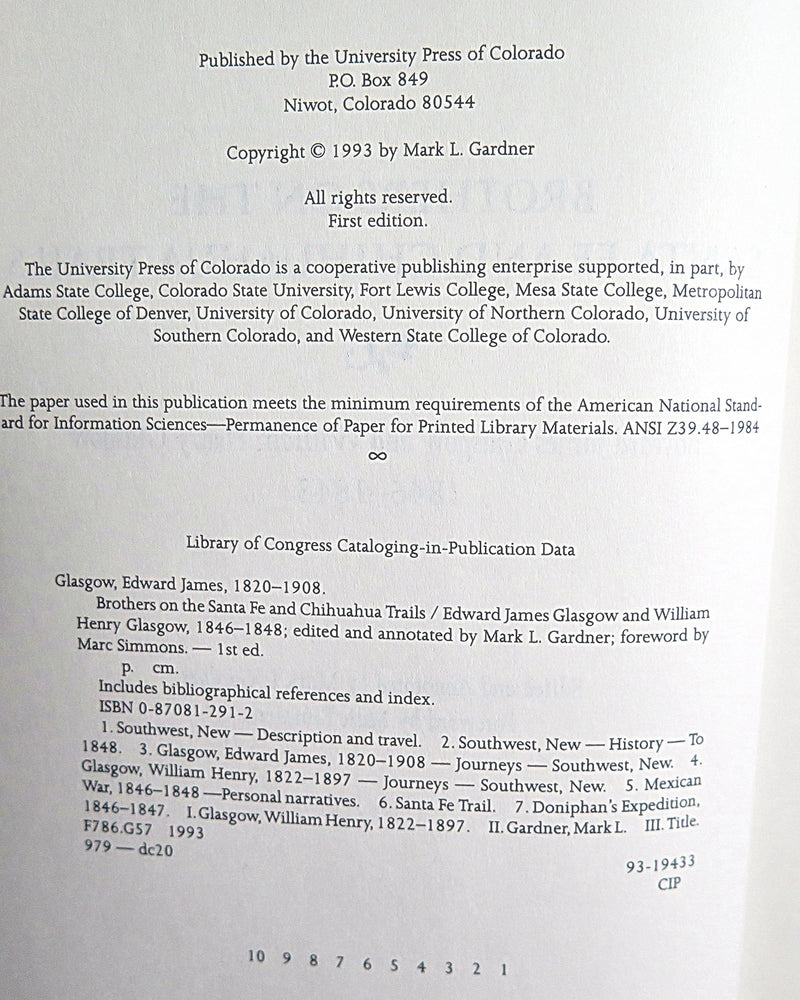 Published by the University Press of Colorado
P.O. Box 849
Niwot, Colorado 80544
Copyright © 1993 by Mark L. Gardner
All rights reserved.
First edition.
The University Press of Colorado is a cooperative publishing enterprise supported, in part, by
Adams State College, Colorado State University, Fort Lewis College, Mesa State College, Metropolitan
State College of Denver, University of Colorado, University of Northern Colorado, University of
Southern Colorado, and Western State College of Colorado.
The paper used in this publication meets the minimum requirements of the American National Stand-
ard for Information Sciences—Permanence of Paper for Printed Library Materials. ANSI Z39.48–1984
∞
Library of Congress Cataloging-in-Publication Data
Glasgow, Edward James, 1820–1908.
Brothers on the Santa Fe and Chihuahua Trails / Edward James Glasgow and William
Henry Glasgow, 1846–1848; edited and annotated by Mark L. Gardner; foreword by
Marc Simmons. — 1st ed.
p. cm.
Includes bibliographical references and index.
ISBN 0-87081-291-2
1. Southwest, New — Description and travel. 2. Southwest, New — History — To
1848. 3. Glasgow, Edward James, 1820–1908 — Journeys — Southwest, New. 4.
Glasgow, William Henry, 1822–1897 — Journeys — Southwest, New. 5. Mexican
War, 1846–1848 —Personal narratives. 6. Santa Fe Trail. 7. Doniphan's Expedition,
1846–1847. I. Glasgow, William Henry, 1822–1897. II. Gardner, Mark L. III. Title.
F786.G57 1993
979 — dc20
93-19433
CIP
10 9 8 7 6 5 4 3 2 1